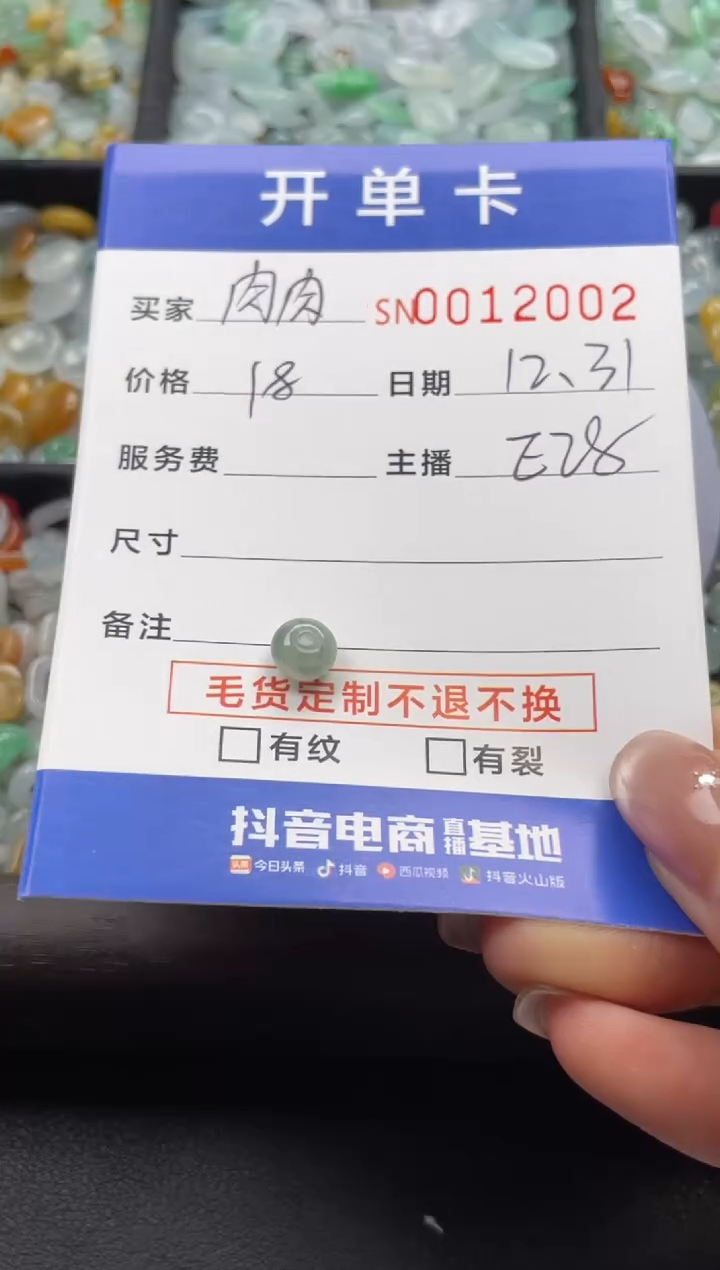 开单卡
买家 肉肉 SN0012002
价格 18 日期 12、31
服务费 主播 E28
尺寸
备注
毛货定制不退不换
有纹 有裂
抖音电商直播基地
头条 今日头条 抖音 西瓜视频 抖音火山版